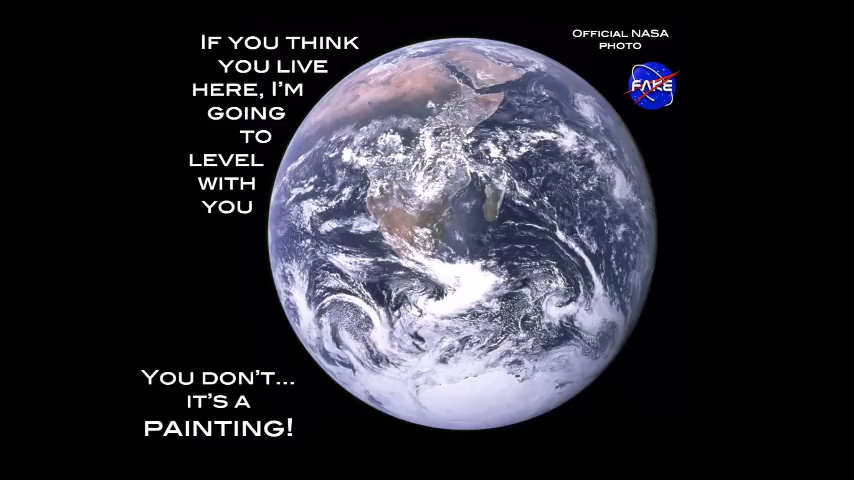 If you think
you live
here, I'm
going
to
level
with
you
Official NASA
photo
FAKE
You don't...
it's a
painting!